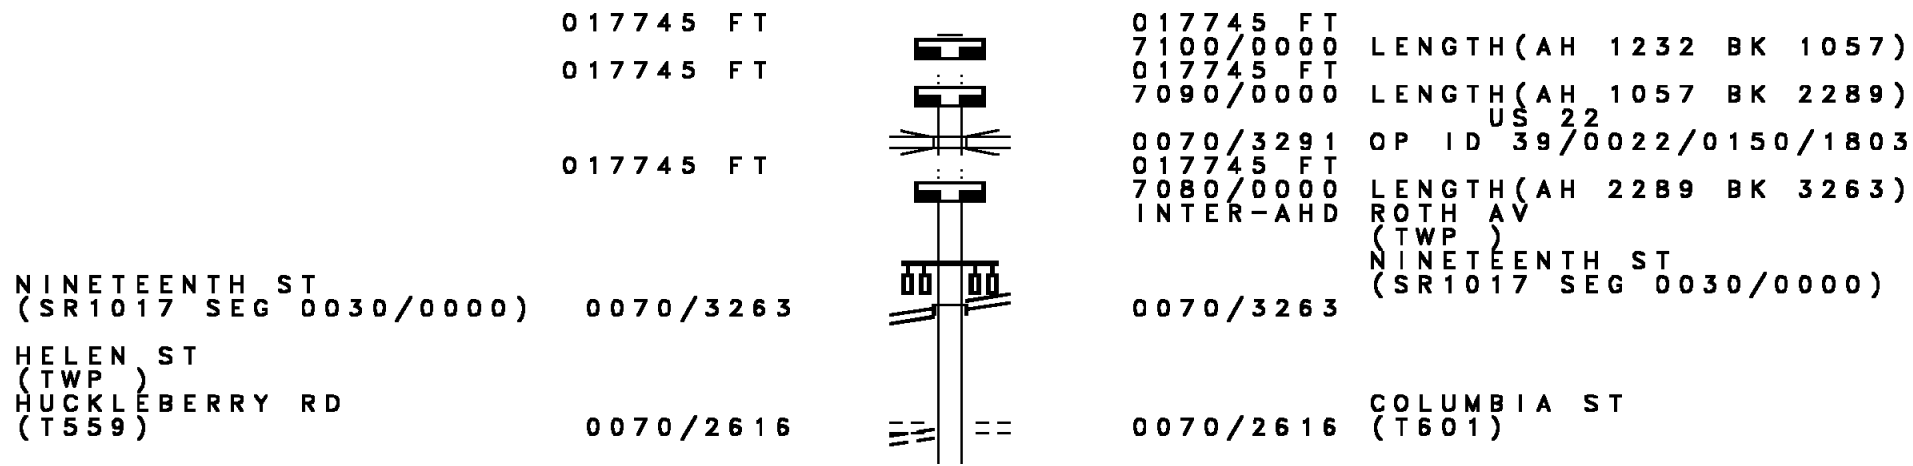 017745 FT 017745 FT
7100/0000 LENGTH(AH 1232 BK 1057)
017745 FT 017745 FT
7090/0000 LENGTH(AH 1057 BK 2289)
US 22
0070/3291 OP ID 39/0022/0150/1803
017745 FT 017745 FT
7080/0000 LENGTH(AH 2289 BK 3263)
INTER-AHD ROTH AV
(TWP )
NINETEENTH ST
NINETEENTH ST (SR1017 SEG 0030/0000)
(SR1017 SEG 0030/0000) 0070/3263 0070/3263
HELEN ST
(TWP )
HUCKLEBERRY RD COLUMBIA ST
(T559) 0070/2616 0070/2616 (T601)